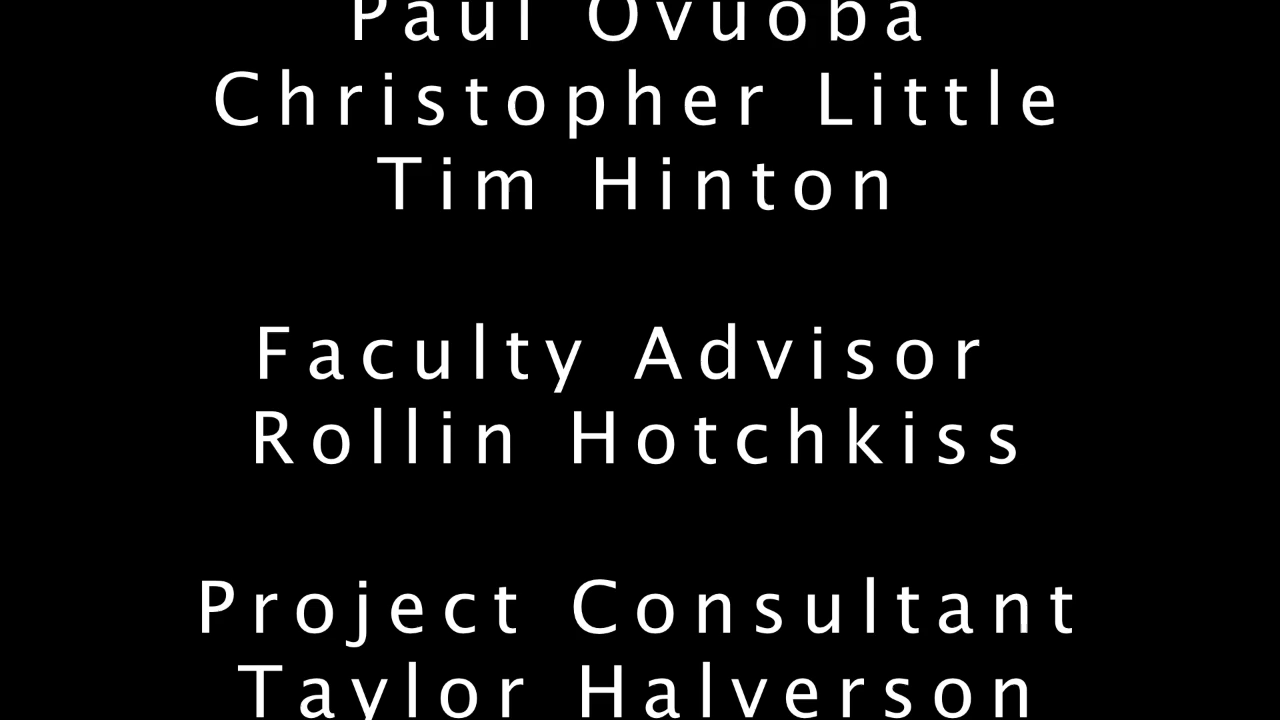 Paul Ovuoba
Christopher Little
Tim Hinton
Faculty Advisor
Rollin Hotchkiss
Project Consultant
Taylor Halverson